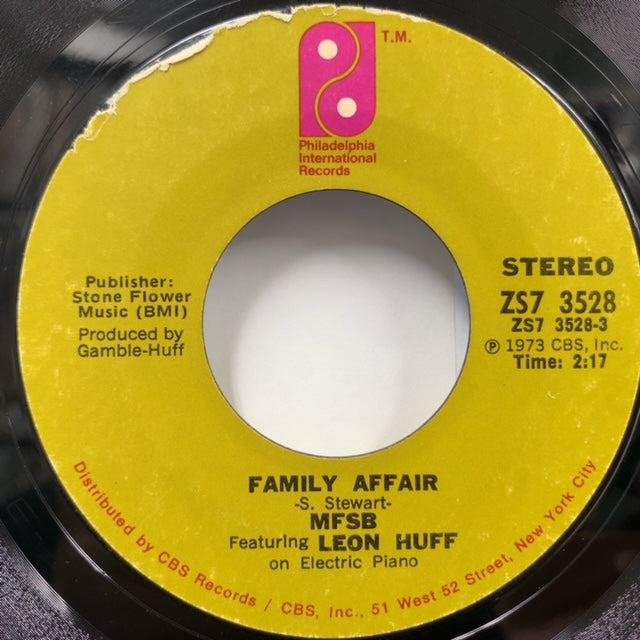 T.M.
Philadelphia
International
Records
Publisher:
Stone Flower
Music (BMI)
Produced by
Gamble-Huff
STEREO
ZS7 3528
ZS7 3528-3
℗ 1973 CBS, Inc.
Time: 2:17
FAMILY AFFAIR
-S. Stewart-
MFSB
Featuring LEON HUFF
on Electric Piano
Distributed by CBS Records / CBS, Inc., 51 West 52 Street, New York City